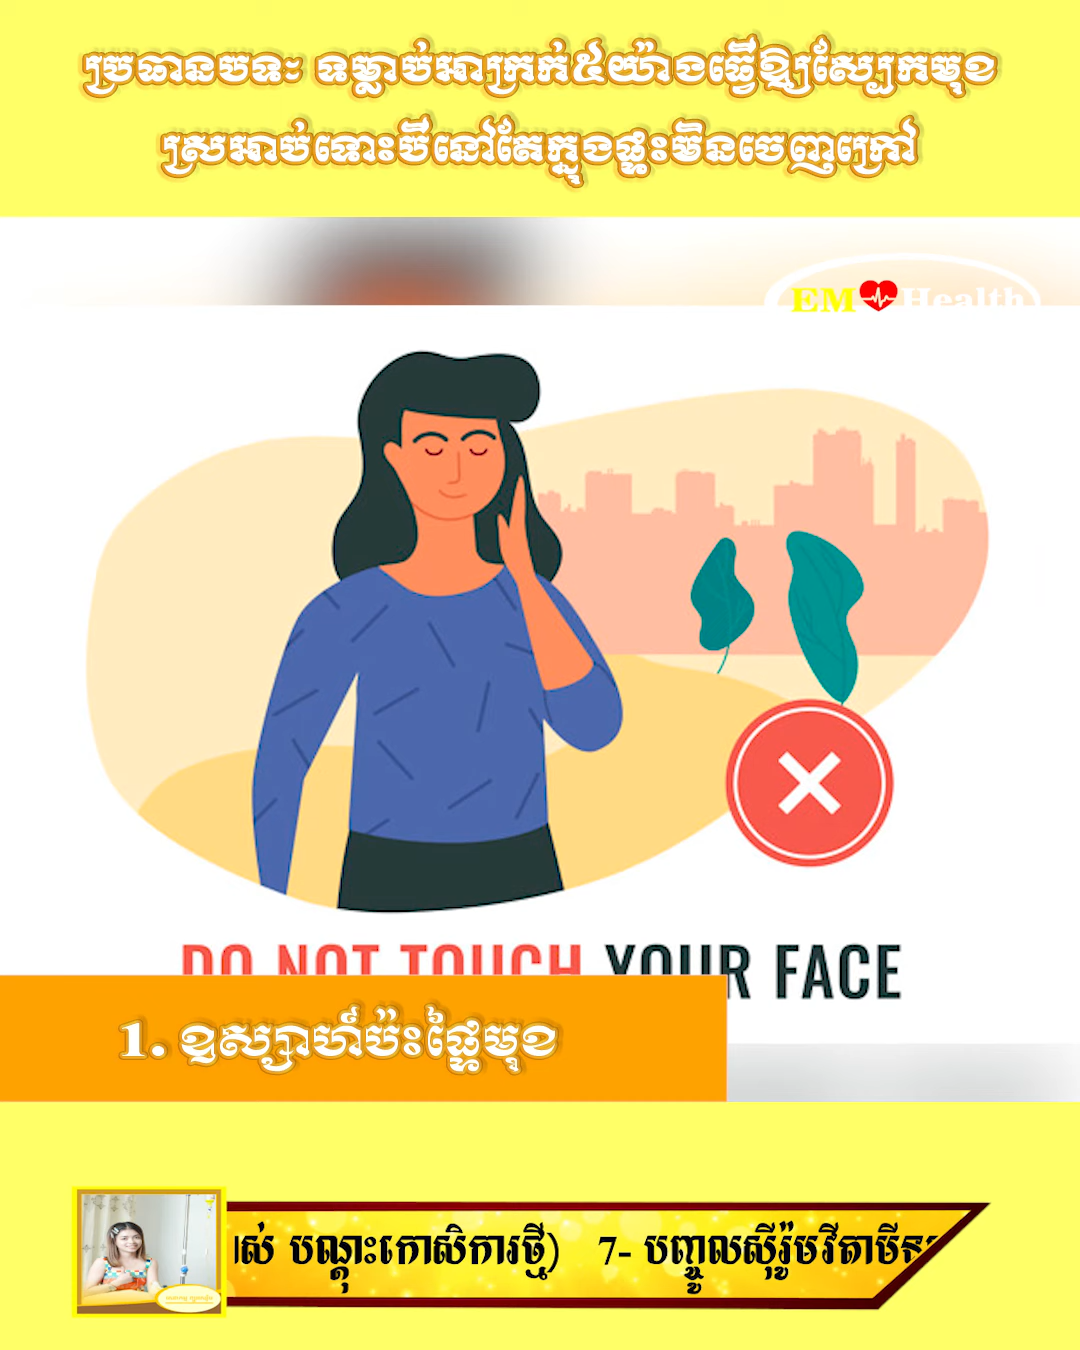 ប្រធានបទៈ ទម្លាប់អាក្រក់៥យ៉ាងធ្វើឱ្យស្បែកមុខ
ស្រអាប់ទោះបីនៅតែក្នុងផ្ទះមិនចេញក្រៅ
EM Health
DO NOT TOUCH YOUR FACE
1. ឧស្សាហ៍ប៉ះផ្ទៃមុខ
បណ្តុះកោសិការថ្មី) 7- បញ្ចូលស៊ីរ៉ូមវីតាមីន